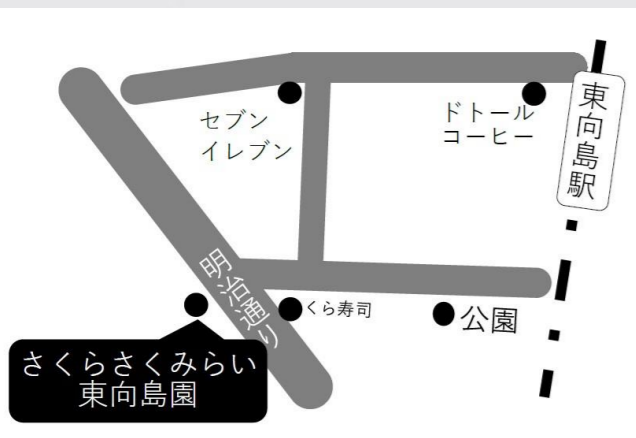 セブン
イレブン
ドトール
コーヒー
東向島駅
明治通り
くら寿司
公園
さくらさくみらい
東向島園